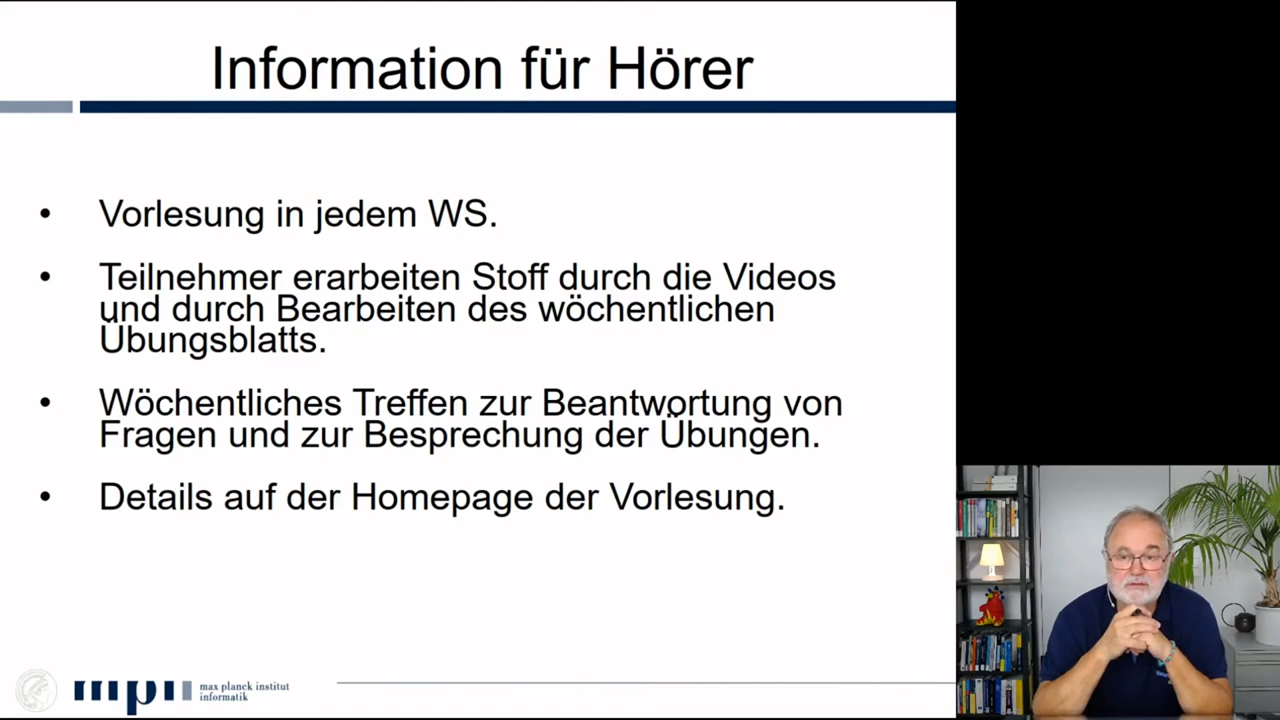 Information für Hörer
• Vorlesung in jedem WS.
• Teilnehmer erarbeiten Stoff durch die Videos
und durch Bearbeiten des wöchentlichen
Übungsblatts.
• Wöchentliches Treffen zur Beantwortung von
Fragen und zur Besprechung der Übungen.
• Details auf der Homepage der Vorlesung.
mpi
max planck institut
informatik